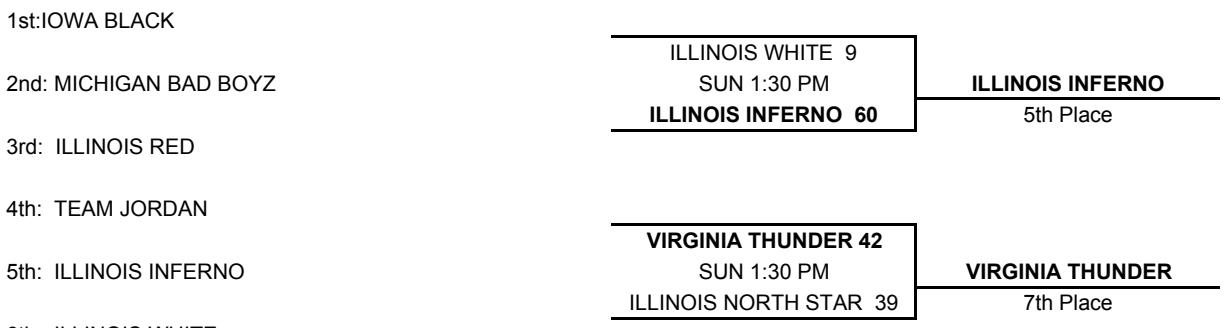 1st:IOWA BLACK
2nd: MICHIGAN BAD BOYZ
3rd:  ILLINOIS RED
4th:  TEAM JORDAN
5th:  ILLINOIS INFERNO
ILLINOIS WHITE  9
SUN 1:30 PM
ILLINOIS INFERNO  60
ILLINOIS INFERNO
5th Place
VIRGINIA THUNDER 42
SUN 1:30 PM
ILLINOIS NORTH STAR  39
VIRGINIA THUNDER
7th Place